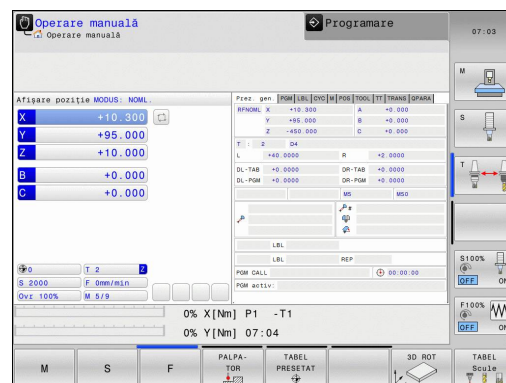 Operare manuală
Operare manuală
Programare
07:03
Afişare poziţie MODUS: NOML.
X +10.300
Y +95.000
Z +10.000
B +0.000
C +0.000
0
T 2 Z
S 2000
F 0mm/min
Ovr 100%
M 5/9
Prez. gen. PGM LBL CYC M POS TOOL TT TRANS QPARA
RFNOML X +10.300 A +0.000
Y +95.000 B +0.000
Z -450.000 C +0.000
T : 2 D4
L +40.0000 R +2.0000
DL-TAB +0.0000 DR-TAB +0.0000
DL-PGM +0.0000 DR-PGM +0.0000
M5 M50
LBL
LBL REP
PGM CALL 00:00:00
PGM activ:
0% X[Nm] P1 -T1
0% Y[Nm] 07:04
M
S
T
S100%
OFF ON
F100%
OFF ON
M
S
F
PALPA-
TOR
TABEL
PRESETAT
3D ROT
TABEL
Scule